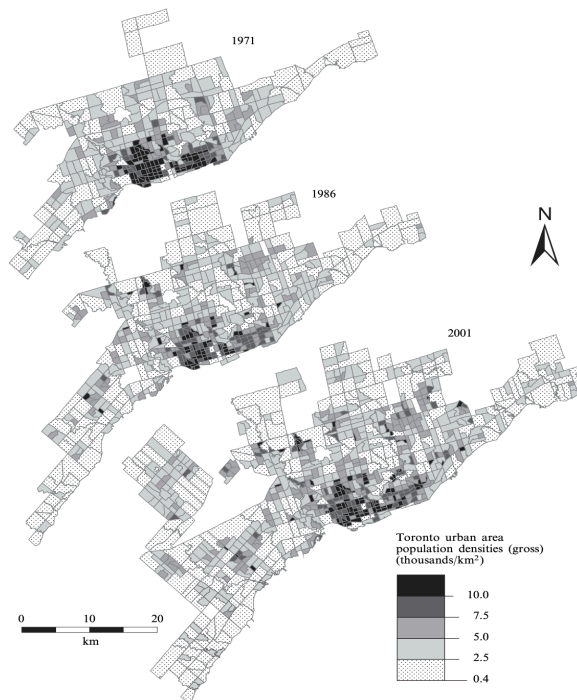 1971
1986
N
2001
Toronto urban area
population densities (gross)
(thousands/km²)
10.0
7.5
5.0
2.5
0.4
0 10 20
km